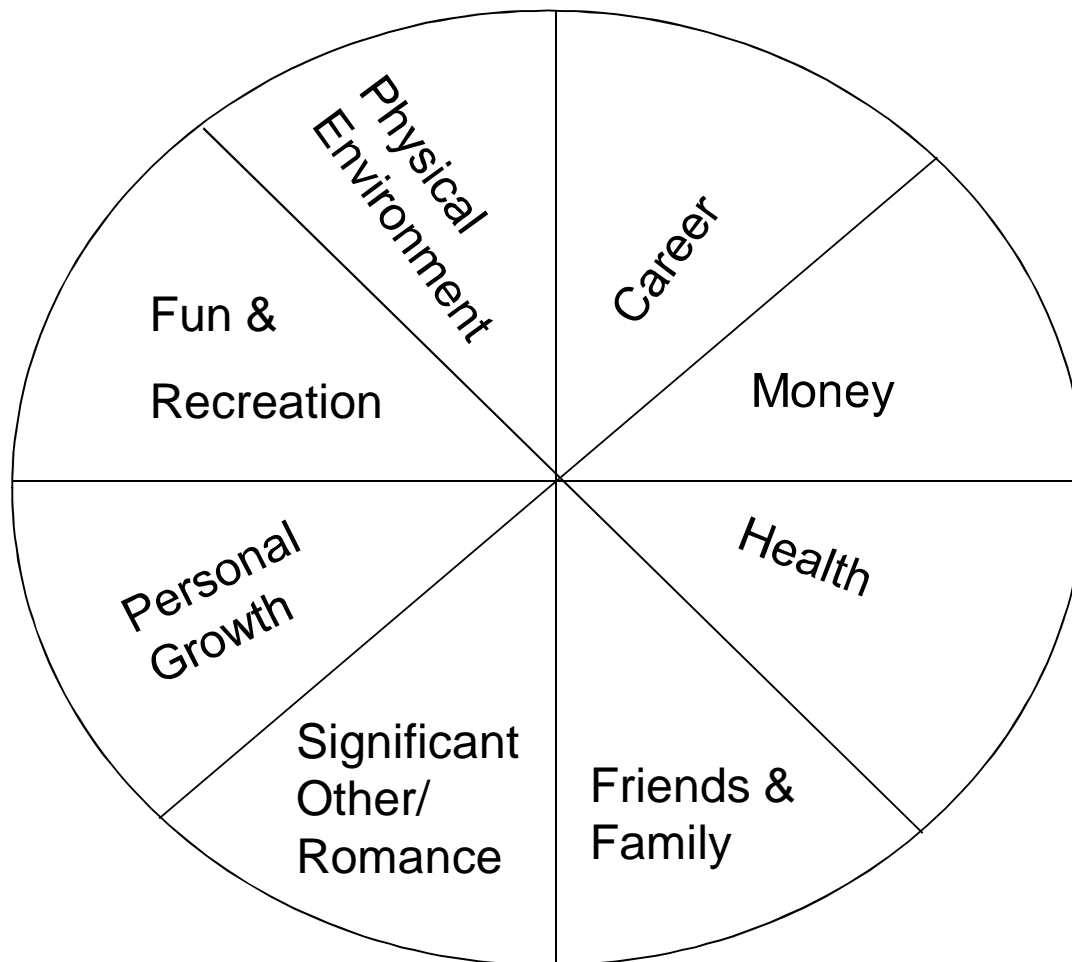 Physical
Environment
Career
Fun &
Recreation
Money
Personal
Growth
Health
Significant
Other/
Romance
Friends &
Family